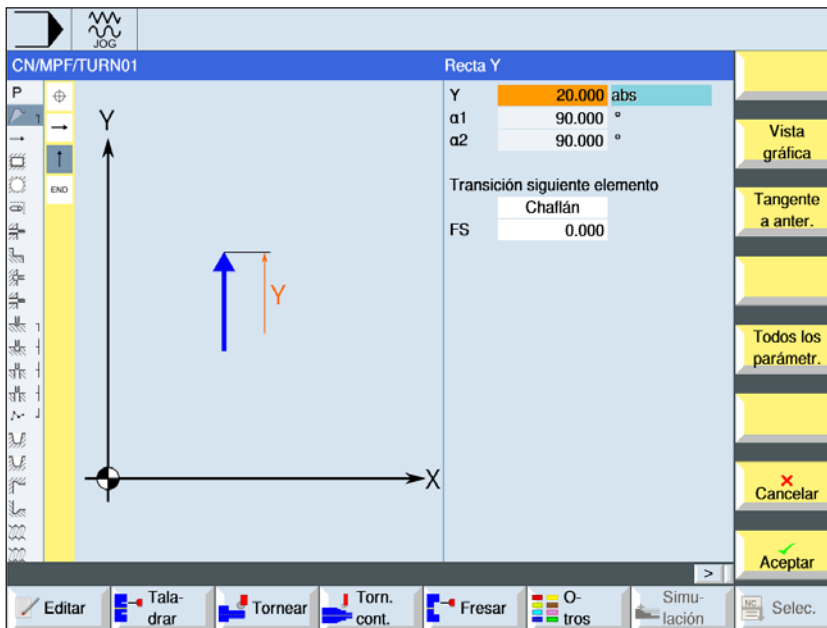 JOG
CN/MPF/TURN01
Recta Y
P
END
Y
X
Y
Y 20.000 abs
α1 90.000 °
α2 90.000 °
Transición siguiente elemento
Chaflán
FS 0.000
Vista
gráfica
Tangente
a anter.
Todos los
parámetr.
Cancelar
Aceptar
>
Editar
Tala-
drar
Tornear
Torn.
cont.
Fresar
O-
tros
Simu-
lación
NC
Selec.